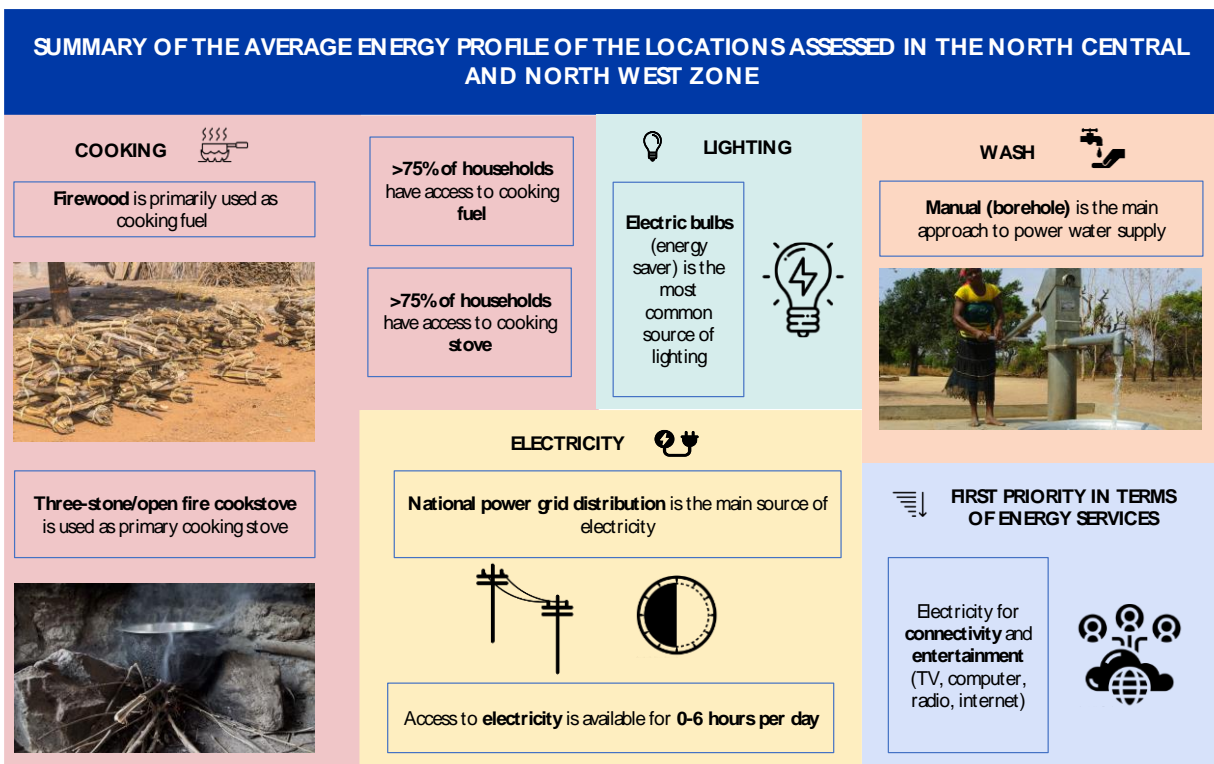 SUMMARY OF THE AVERAGE ENERGY PROFILE OF THE LOCATIONS ASSESSED IN THE NORTH CENTRAL
AND NORTH WEST ZONE
COOKING
Firewood is primarily used as
cooking fuel
Three-stone/open fire cookstove
is used as primary cooking stove
>75% of households
have access to cooking
fuel
>75% of households
have access to cooking
stove
LIGHTING
Electric bulbs
(energy
saver) is the
most
common
source of
lighting
WASH
Manual (borehole) is the main
approach to power water supply
ELECTRICITY
National power grid distribution is the main source of
electricity
Access to electricity is available for 0-6 hours per day
FIRST PRIORITY IN TERMS
OF ENERGY SERVICES
Electricity for
connectivity and
entertainment
(TV, computer,
radio, internet)